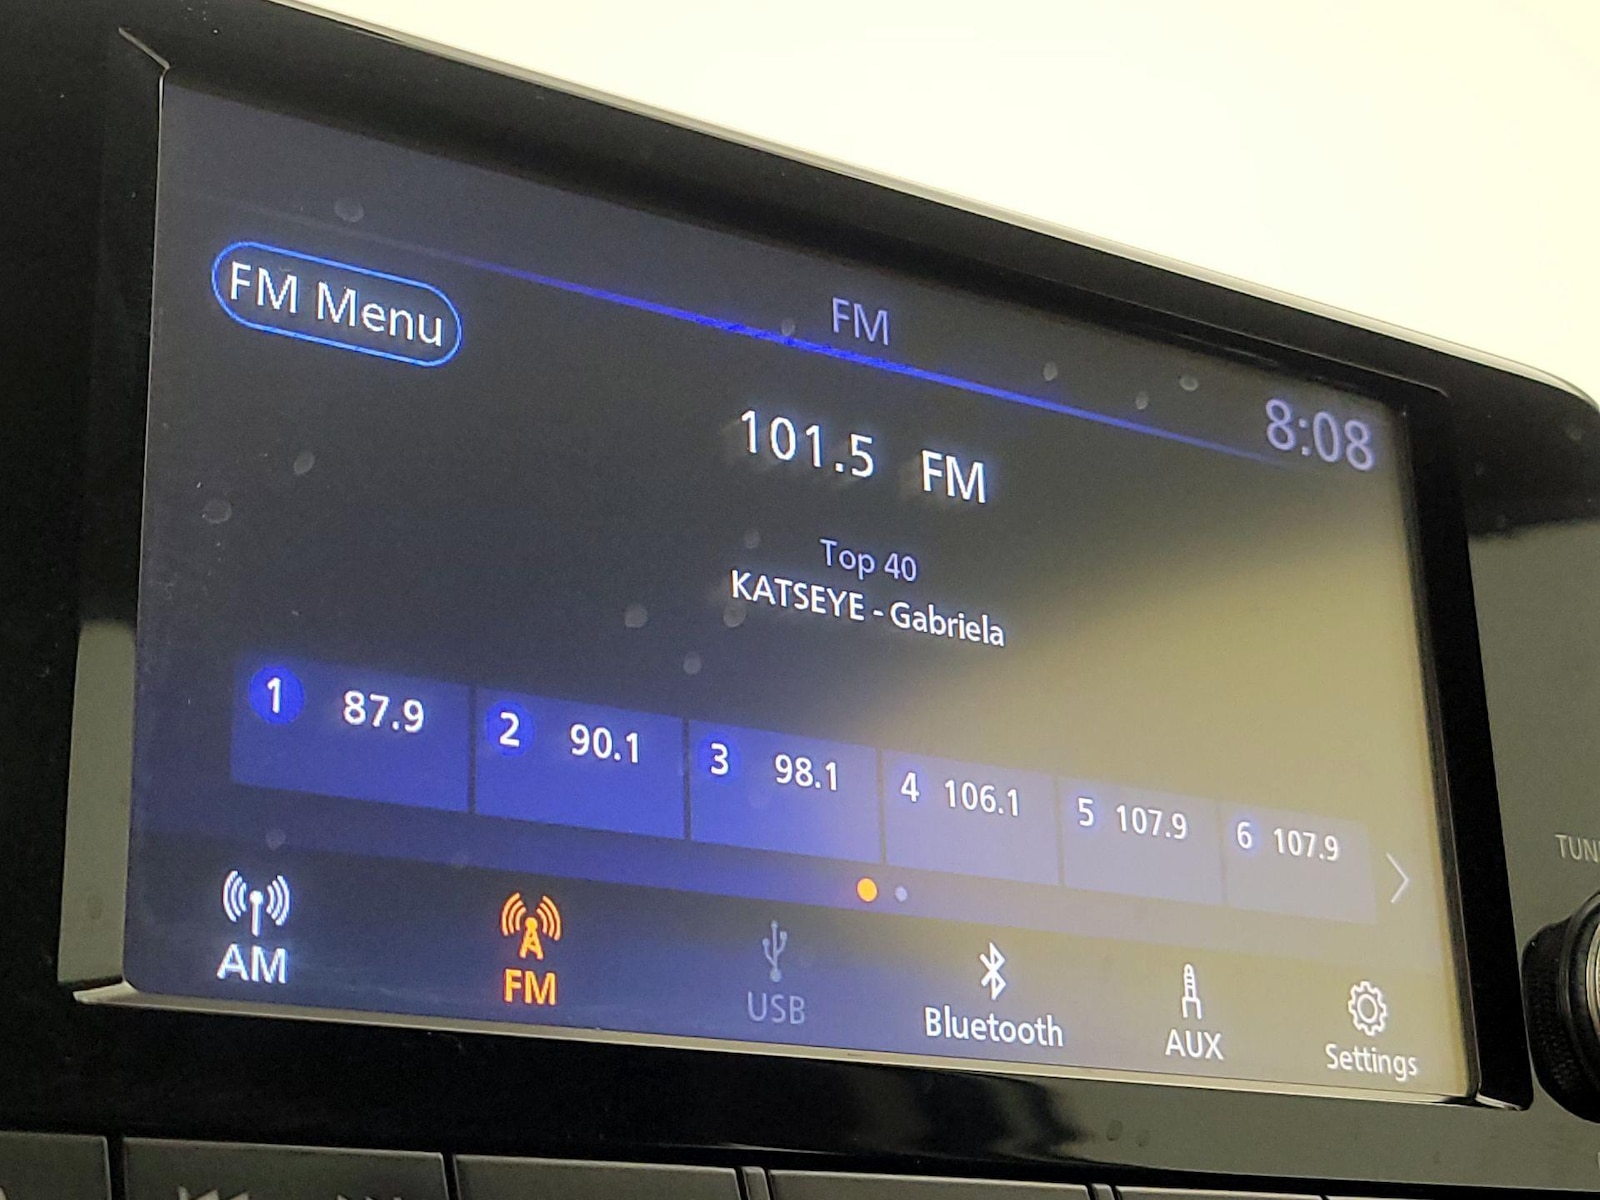 FM Menu
FM
8:08
101.5 FM
Top 40
KATSEYE - Gabriela
1 87.9
2 90.1
3 98.1
4 106.1
5 107.9
6 107.9
AM
FM
USB
Bluetooth
AUX
Settings